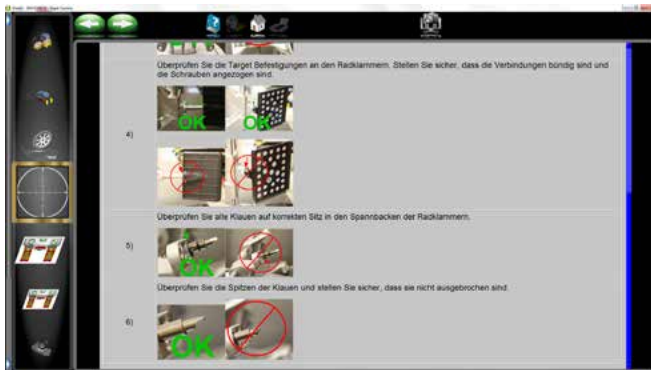 Überprüfen Sie die Target Befestigungen an den Radklammern. Stellen Sie sicher, dass die Verbindungen bündig sind und
die Schrauben angezogen sind.
OK OK
4)
Überprüfen Sie alle Klauen auf korrekten Sitz in den Spannbacken der Radklammern.
5)
OK
Überprüfen Sie die Spitzen der Klauen und stellen Sie sicher, dass sie nicht ausgebrochen sind.
6)
OK